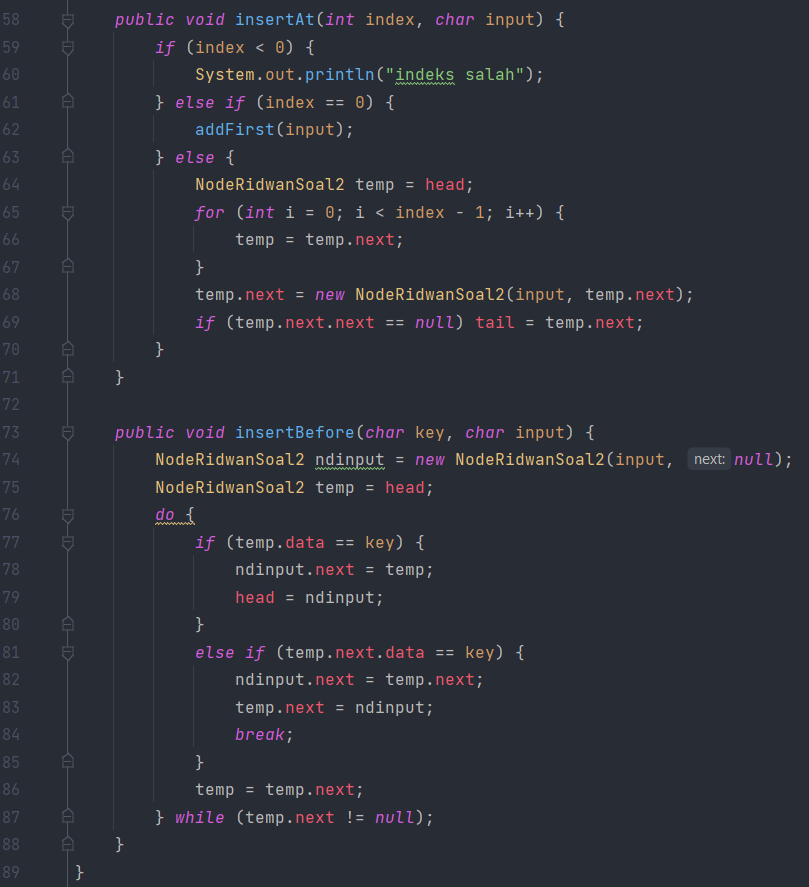 58 public void insertAt(int index, char input) {
59 if (index < 0) {
60 System.out.println("indeks salah");
61 } else if (index == 0) {
62 addFirst(input);
63 } else {
64 NodeRidwanSoal2 temp = head;
65 for (int i = 0; i < index - 1; i++) {
66 temp = temp.next;
67 }
68 temp.next = new NodeRidwanSoal2(input, temp.next);
69 if (temp.next.next == null) tail = temp.next;
70 }
71 }
72
73 public void insertBefore(char key, char input) {
74 NodeRidwanSoal2 ndinput = new NodeRidwanSoal2(input, next: null);
75 NodeRidwanSoal2 temp = head;
76 do {
77 if (temp.data == key) {
78 ndinput.next = temp;
79 head = ndinput;
80 }
81 else if (temp.next.data == key) {
82 ndinput.next = temp.next;
83 temp.next = ndinput;
84 break;
85 }
86 temp = temp.next;
87 } while (temp.next != null);
88 }
89 }